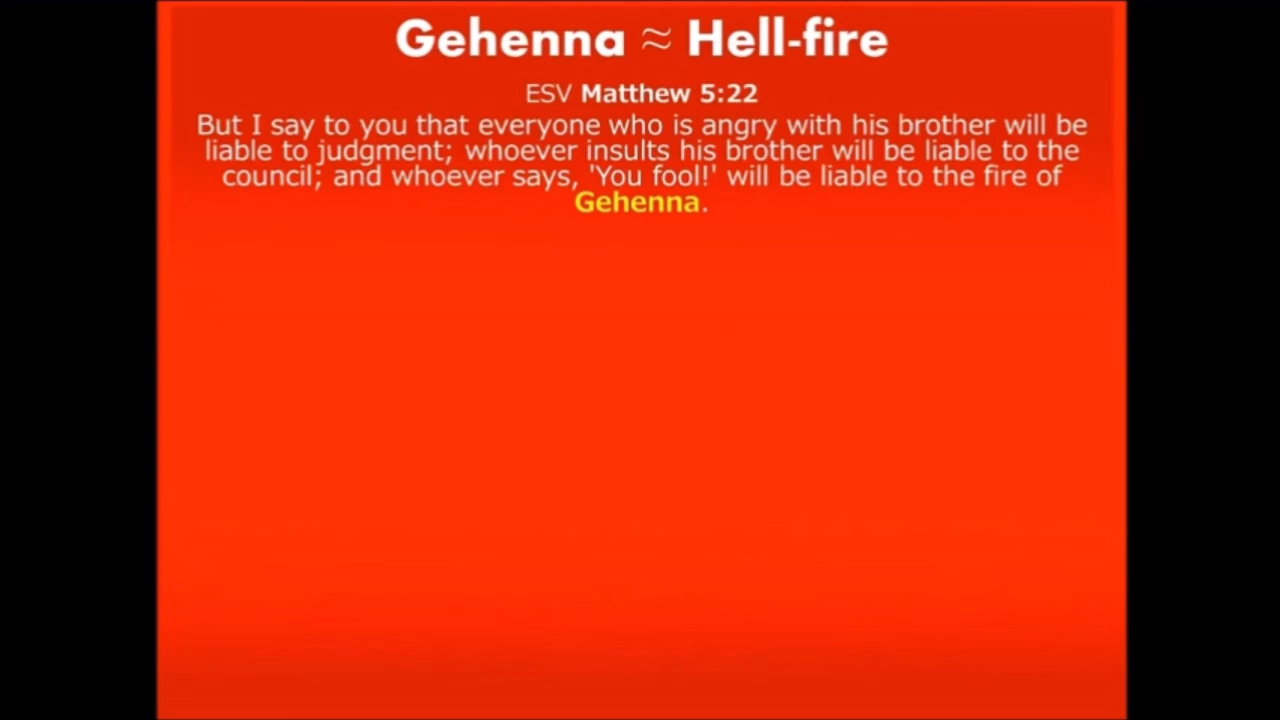 Gehenna ≈ Hell-fire
ESV Matthew 5:22
But I say to you that everyone who is angry with his brother will be
liable to judgment; whoever insults his brother will be liable to the
council; and whoever says, 'You fool!' will be liable to the fire of
Gehenna.